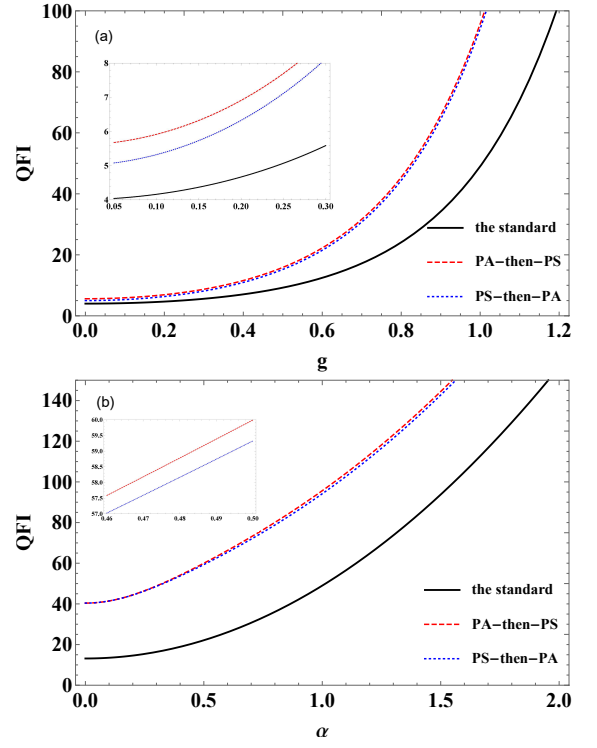 (a)
QFI
100
80
60
40
20
0
8
7
6
5
4
0.05 0.10 0.15 0.20 0.25 0.30
the standard
PA−then−PS
PS−then−PA
0.0 0.2 0.4 0.6 0.8 1.0 1.2
g
(b)
QFI
140
120
100
80
60
40
20
0
60.0
59.5
59.0
58.5
58.0
57.5
57.0
0.46 0.47 0.48 0.49 0.50
the standard
PA−then−PS
PS−then−PA
0.0 0.5 1.0 1.5 2.0
α